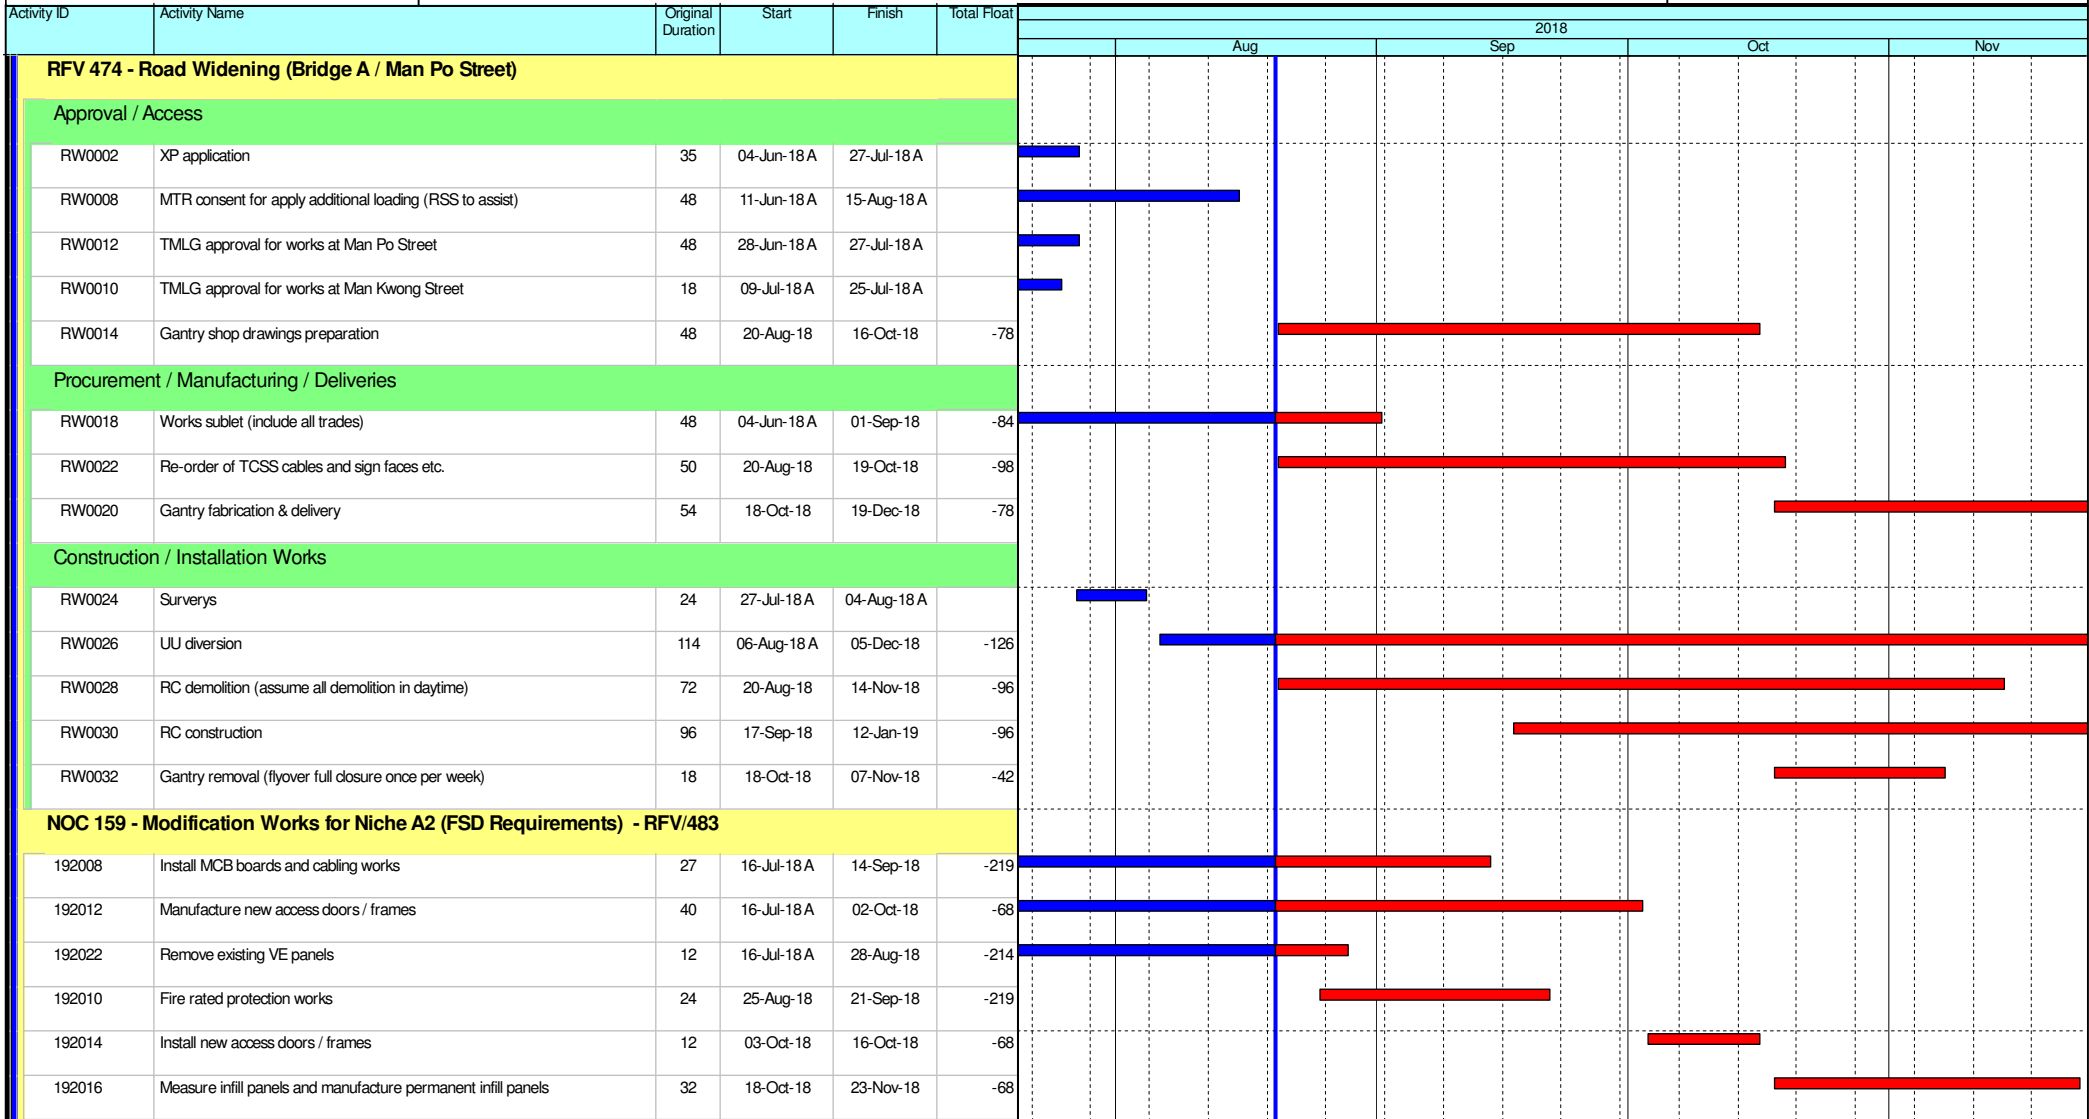 Activity ID Activity Name Original Duration Start Finish Total Float
2018
Aug Sep Oct Nov
RFV 474 - Road Widening (Bridge A / Man Po Street)
Approval / Access
RW0002 XP application 35 04-Jun-18 A 27-Jul-18 A
RW0008 MTR consent for apply additional loading (RSS to assist) 48 11-Jun-18 A 15-Aug-18 A
RW0012 TMLG approval for works at Man Po Street 48 28-Jun-18 A 27-Jul-18 A
RW0010 TMLG approval for works at Man Kwong Street 18 09-Jul-18 A 25-Jul-18 A
RW0014 Gantry shop drawings preparation 48 20-Aug-18 16-Oct-18 -78
Procurement / Manufacturing / Deliveries
RW0018 Works sublet (include all trades) 48 04-Jun-18 A 01-Sep-18 -84
RW0022 Re-order of TCSS cables and sign faces etc. 50 20-Aug-18 19-Oct-18 -98
RW0020 Gantry fabrication & delivery 54 18-Oct-18 19-Dec-18 -78
Construction / Installation Works
RW0024 Surverys 24 27-Jul-18 A 04-Aug-18 A
RW0026 UU diversion 114 06-Aug-18 A 05-Dec-18 -126
RW0028 RC demolition (assume all demolition in daytime) 72 20-Aug-18 14-Nov-18 -96
RW0030 RC construction 96 17-Sep-18 12-Jan-19 -96
RW0032 Gantry removal (flyover full closure once per week) 18 18-Oct-18 07-Nov-18 -42
NOC 159 - Modification Works for Niche A2 (FSD Requirements) - RFV/483
192008 Install MCB boards and cabling works 27 16-Jul-18 A 14-Sep-18 -219
192012 Manufacture new access doors / frames 40 16-Jul-18 A 02-Oct-18 -68
192022 Remove existing VE panels 12 16-Jul-18 A 28-Aug-18 -214
192010 Fire rated protection works 24 25-Aug-18 21-Sep-18 -219
192014 Install new access doors / frames 12 03-Oct-18 16-Oct-18 -68
192016 Measure infill panels and manufacture permanent infill panels 32 18-Oct-18 23-Nov-18 -68